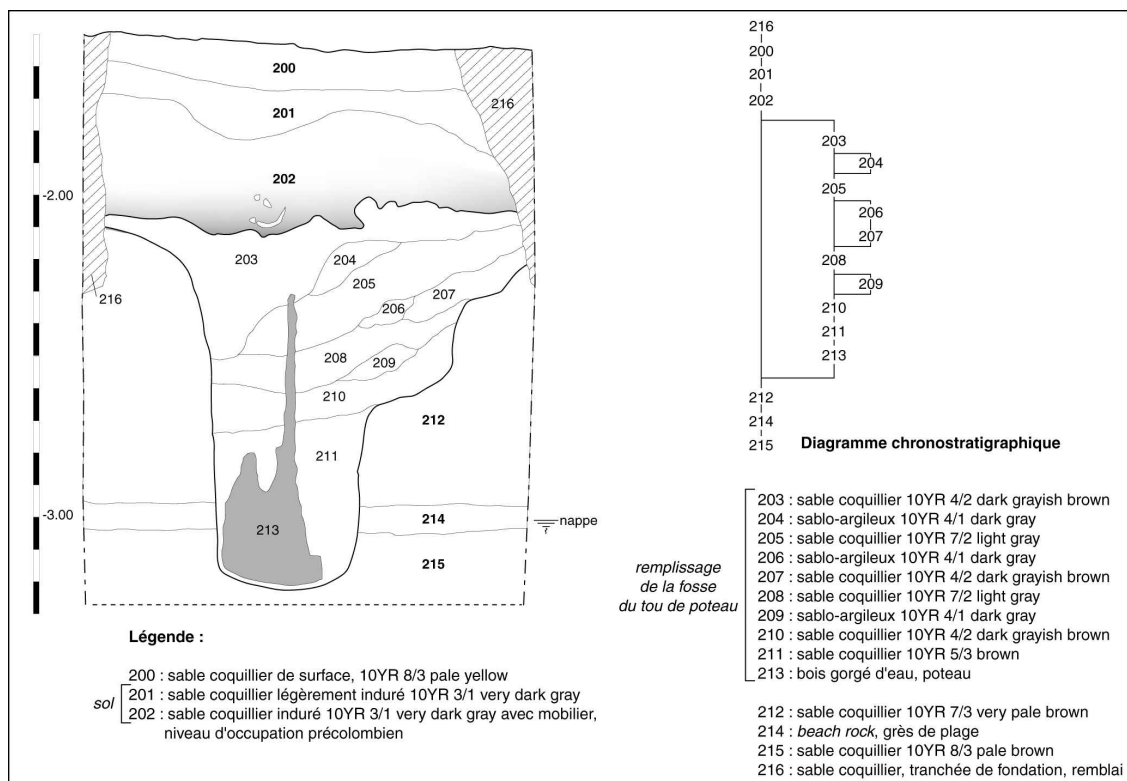 200
201
216
202
-2.00
203
204
205
216
207
206
208
209
210
212
211
-3.00
214
nappe
213
215
Légende :
200 : sable coquillier de surface, 10YR 8/3 pale yellow
sol
201 : sable coquillier légèrement induré 10YR 3/1 very dark gray
202 : sable coquillier induré 10YR 3/1 very dark gray avec mobilier,
niveau d'occupation précolombien
216
200
201
202
203
204
205
206
207
208
209
210
211
213
212
214
215
Diagramme chronostratigraphique
remplissage
de la fosse
du tou de poteau
203 : sable coquillier 10YR 4/2 dark grayish brown
204 : sablo-argileux 10YR 4/1 dark gray
205 : sable coquillier 10YR 7/2 light gray
206 : sablo-argileux 10YR 4/1 dark gray
207 : sable coquillier 10YR 4/2 dark grayish brown
208 : sable coquillier 10YR 7/2 light gray
209 : sablo-argileux 10YR 4/1 dark gray
210 : sable coquillier 10YR 4/2 dark grayish brown
211 : sable coquillier 10YR 5/3 brown
213 : bois gorgé d'eau, poteau
212 : sable coquillier 10YR 7/3 very pale brown
214 : beach rock, grès de plage
215 : sable coquillier 10YR 8/3 pale brown
216 : sable coquillier, tranchée de fondation, remblai